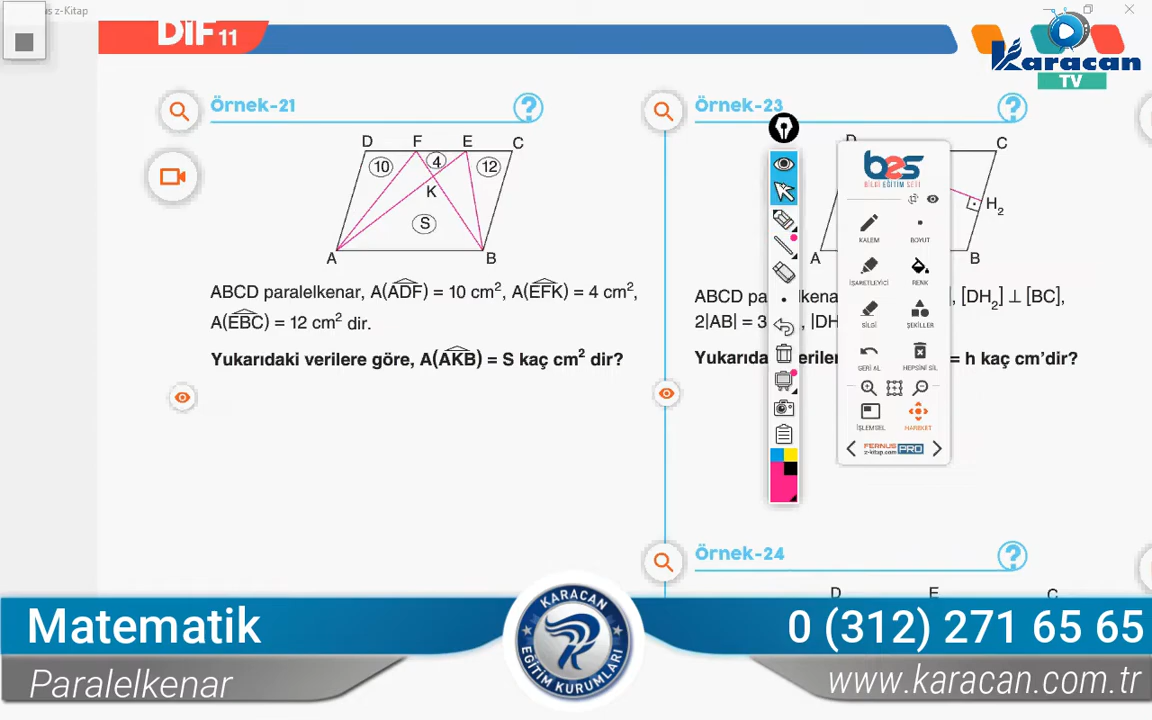 us z-Kitap
DİF 11
Karacan
TV
Örnek-21
?
D F E C
10 4 12
K
S
A B
ABCD paralelkenar, A(ADF) = 10 cm², A(EFK) = 4 cm²,
A(EBC) = 12 cm² dir.
Yukarıdaki verilere göre, A(AKB) = S kaç cm² dir?
Örnek-23
?
D C
H₂
A B
ABCD pa
, [DH₂] ⊥ [BC],
2|AB| = 3
Yukarıda
= h kaç cm'dir?
b2s
BİLGİ EĞİTİM SETİ
KALEM BOYUT
İŞARETLEYİCİ RENK
SİLGİ ŞEKİLLER
GERİ AL HEPSİNİ SİL
İŞLEMSEL HAREKET
FERNUS
z-kitap.com PRO
Örnek-24
?
D E C
Matematik
Paralelkenar
KARACAN
EĞİTİM KURUMLARI
0 (312) 271 65 65
www.karacan.com.tr